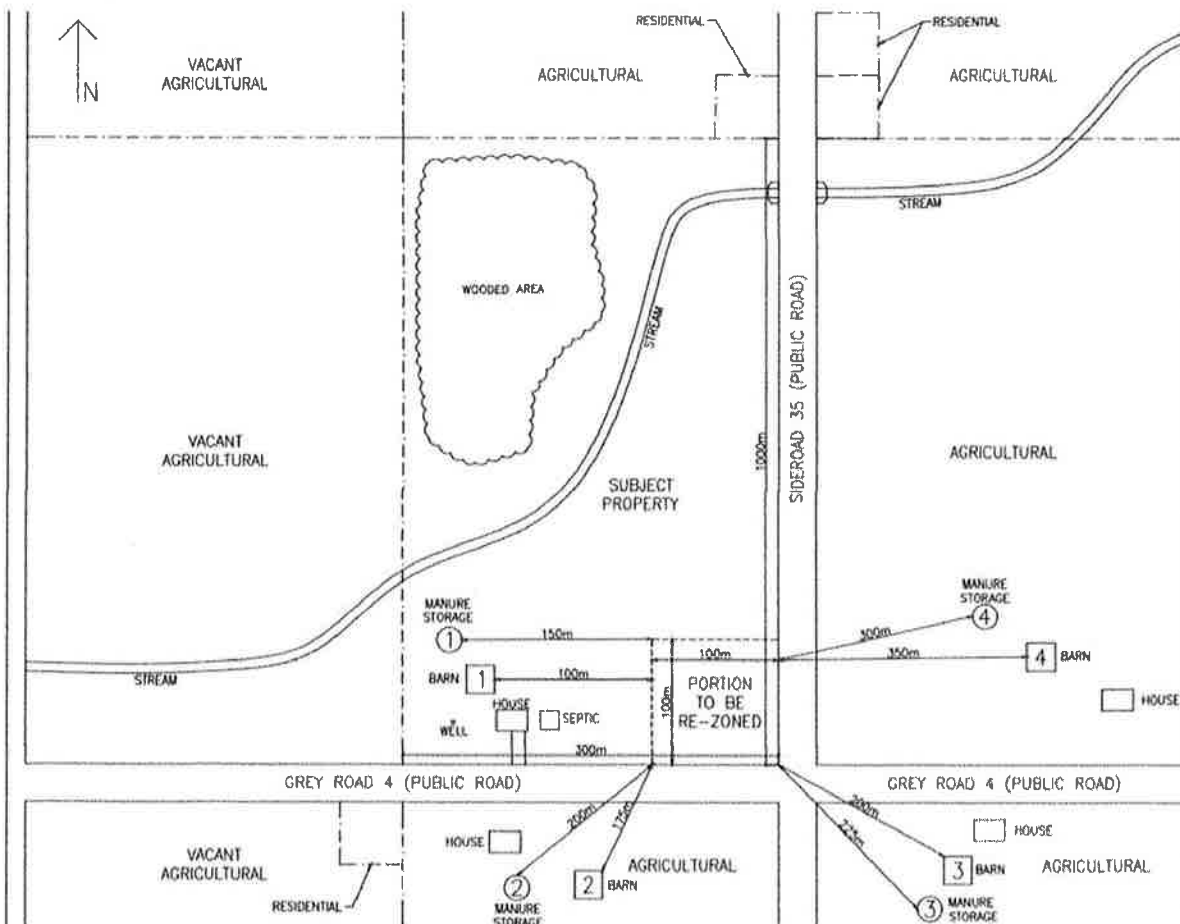 RESIDENTIAL
RESIDENTIAL
N
VACANT
AGRICULTURAL
AGRICULTURAL
AGRICULTURAL
STREAM
WOODED AREA
STREAM
SIDEROAD 35 (PUBLIC ROAD)
1000m
VACANT
AGRICULTURAL
AGRICULTURAL
SUBJECT
PROPERTY
MANURE
STORAGE
1
150m
MANURE
STORAGE
4
300m
100m
350m
4
BARN
BARN
1
100m
STREAM
PORTION
TO BE
RE-ZONED
100m
HOUSE
SEPTIC
WELL
HOUSE
300m
GREY ROAD 4 (PUBLIC ROAD)
GREY ROAD 4 (PUBLIC ROAD)
200m
175m
200m
225m
HOUSE
HOUSE
VACANT
AGRICULTURAL
AGRICULTURAL
AGRICULTURAL
2
2
BARN
3
BARN
RESIDENTIAL
MANURE
STORAGE
3
MANURE
STORAGE